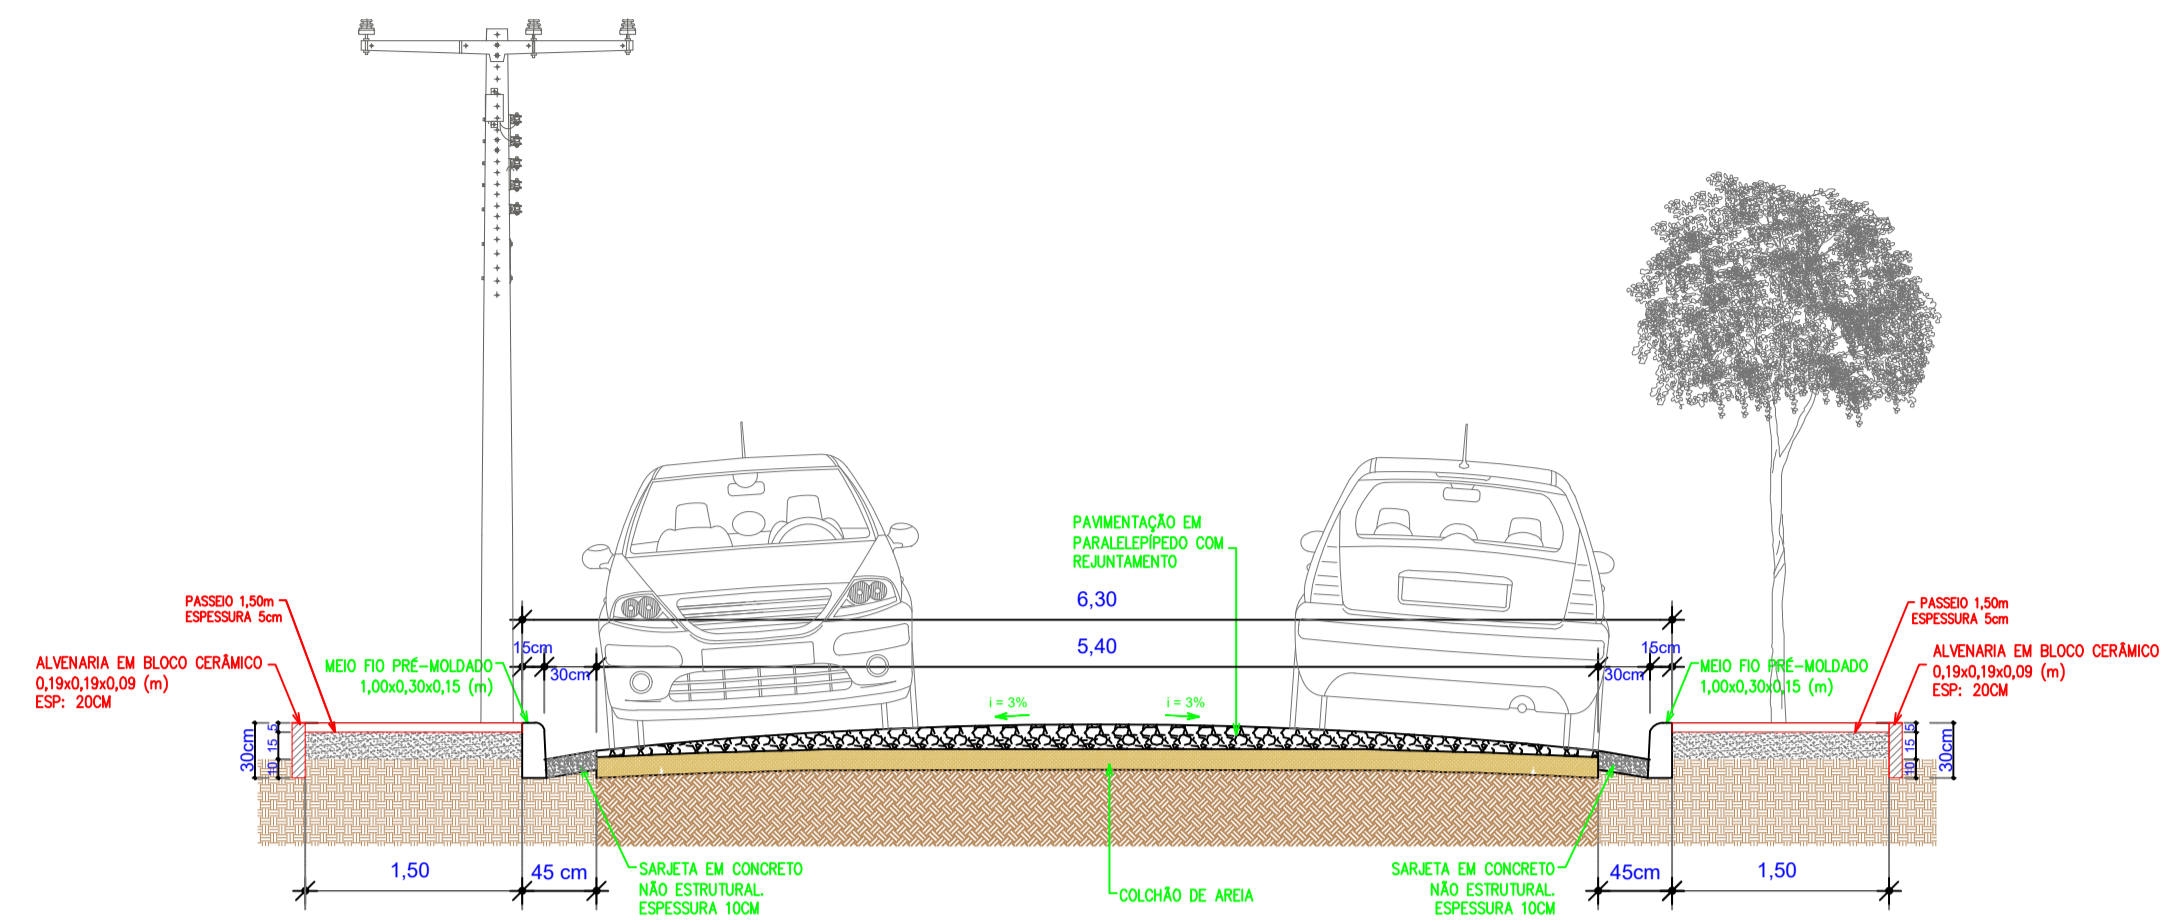 PAVIMENTAÇÃO EM
PARALELEPÍPEDO COM
REJUNTAMENTO
6,30
5,40
15cm
30cm
15cm
30cm
i = 3%
i = 3%
PASSEIO 1,50m
ESPESSURA 5cm
ALVENARIA EM BLOCO CERÂMICO
0,19x0,19x0,09 (m)
ESP: 20CM
MEIO FIO PRÉ-MOLDADO
1,00x0,30x0,15 (m)
PASSEIO 1,50m
ESPESSURA 5cm
ALVENARIA EM BLOCO CERÂMICO
0,19x0,19x0,09 (m)
ESP: 20CM
MEIO FIO PRÉ-MOLDADO
1,00x0,30x0,15 (m)
30cm
5
15
10
5
15
10
30cm
1,50
45 cm
SARJETA EM CONCRETO
NÃO ESTRUTURAL.
ESPESSURA 10CM
COLCHÃO DE AREIA
SARJETA EM CONCRETO
NÃO ESTRUTURAL.
ESPESSURA 10CM
45cm
1,50